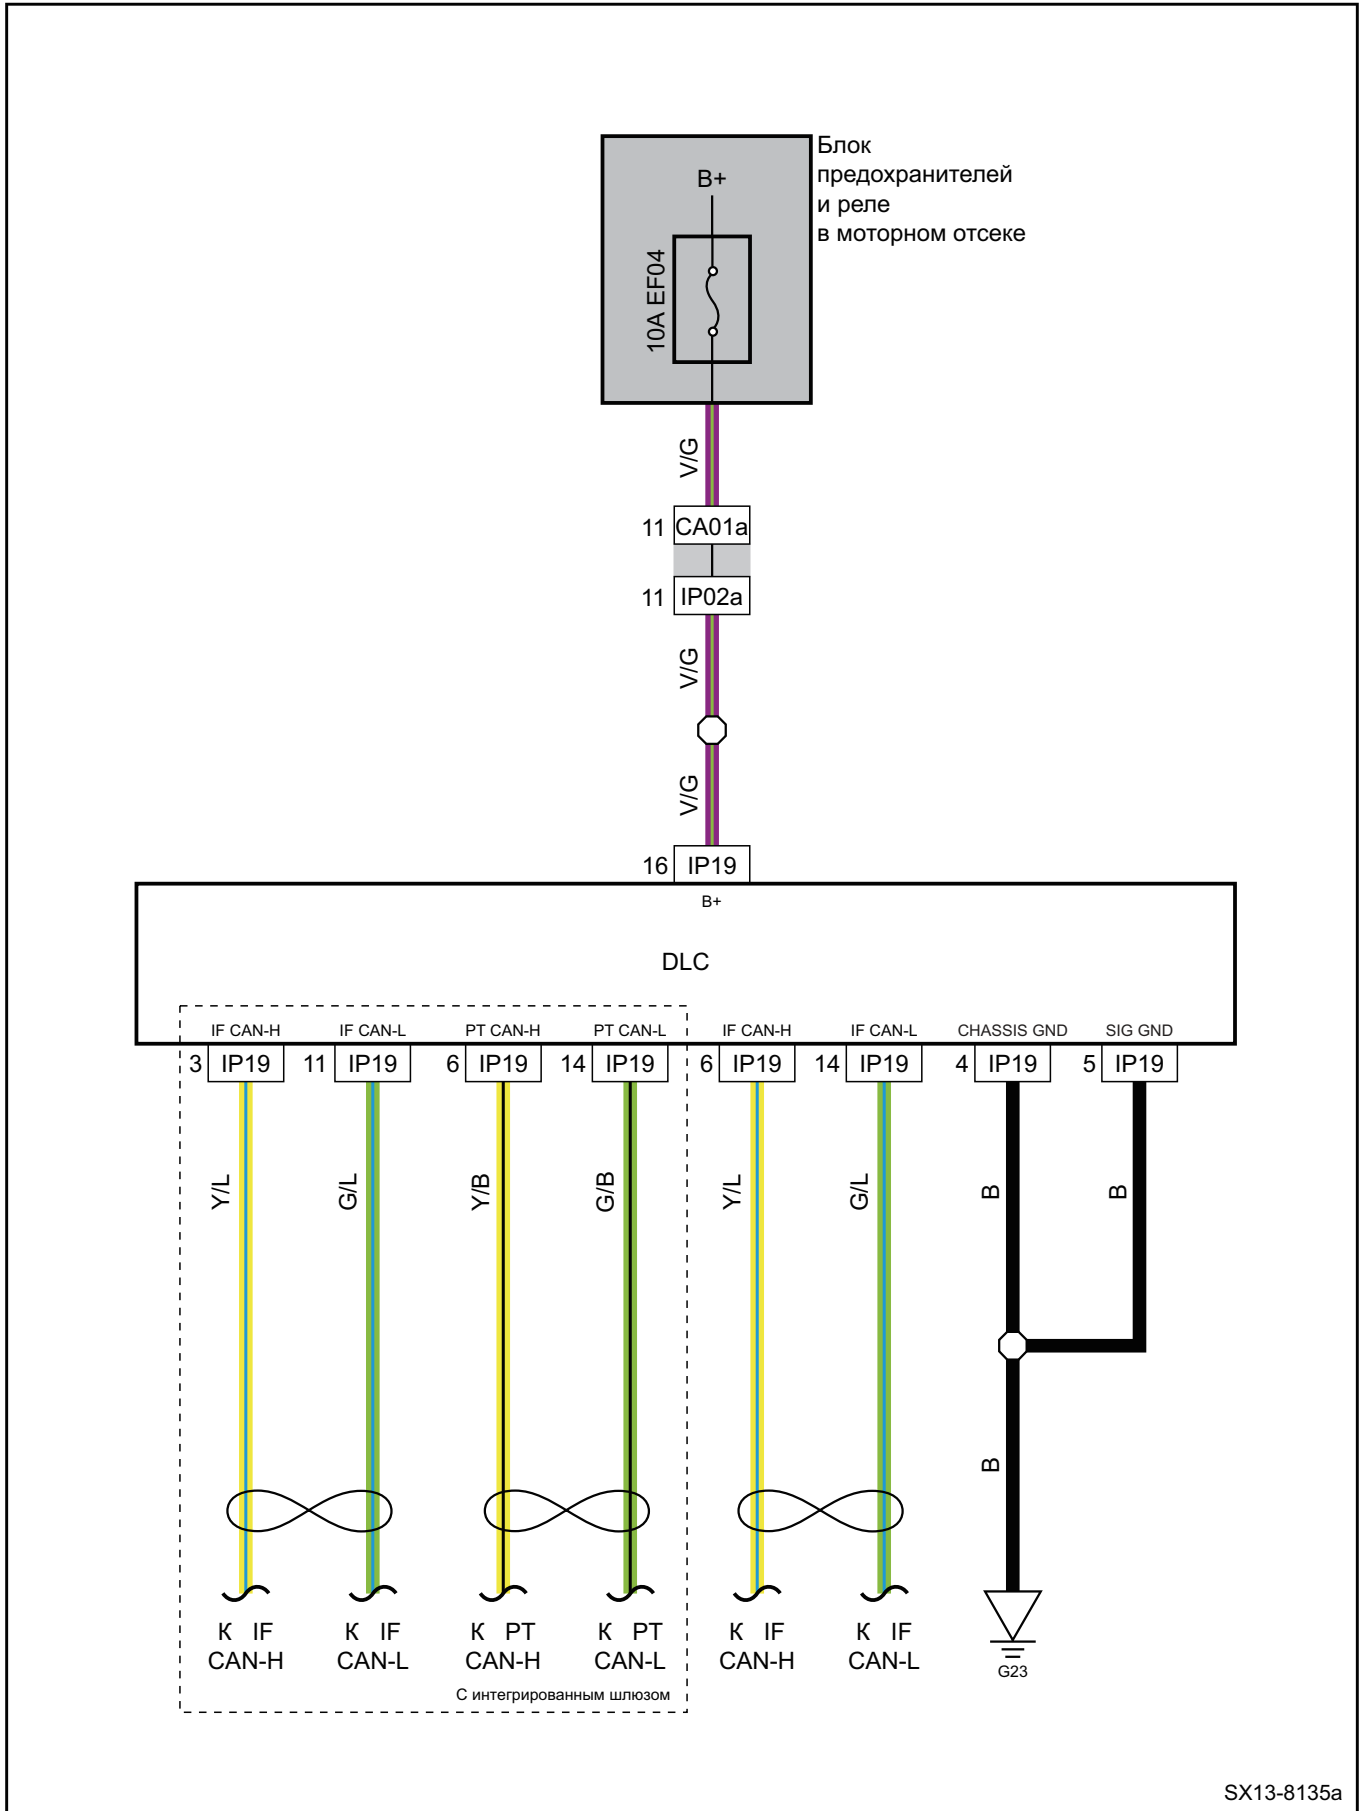 Блок
предохранителей
и реле
в моторном отсеке
B+
10A EF04
V/G
11 CA01a
11 IP02a
V/G
V/G
16 IP19
B+
DLC
IF CAN-H IF CAN-L PT CAN-H PT CAN-L IF CAN-H IF CAN-L CHASSIS GND SIG GND
3 IP19 11 IP19 6 IP19 14 IP19 6 IP19 14 IP19 4 IP19 5 IP19
Y/L G/L Y/B G/B Y/L G/L B B
B
К IF К IF К PT К PT К IF К IF
CAN-H CAN-L CAN-H CAN-L CAN-H CAN-L
G23
С интегрированным шлюзом
SX13-8135a